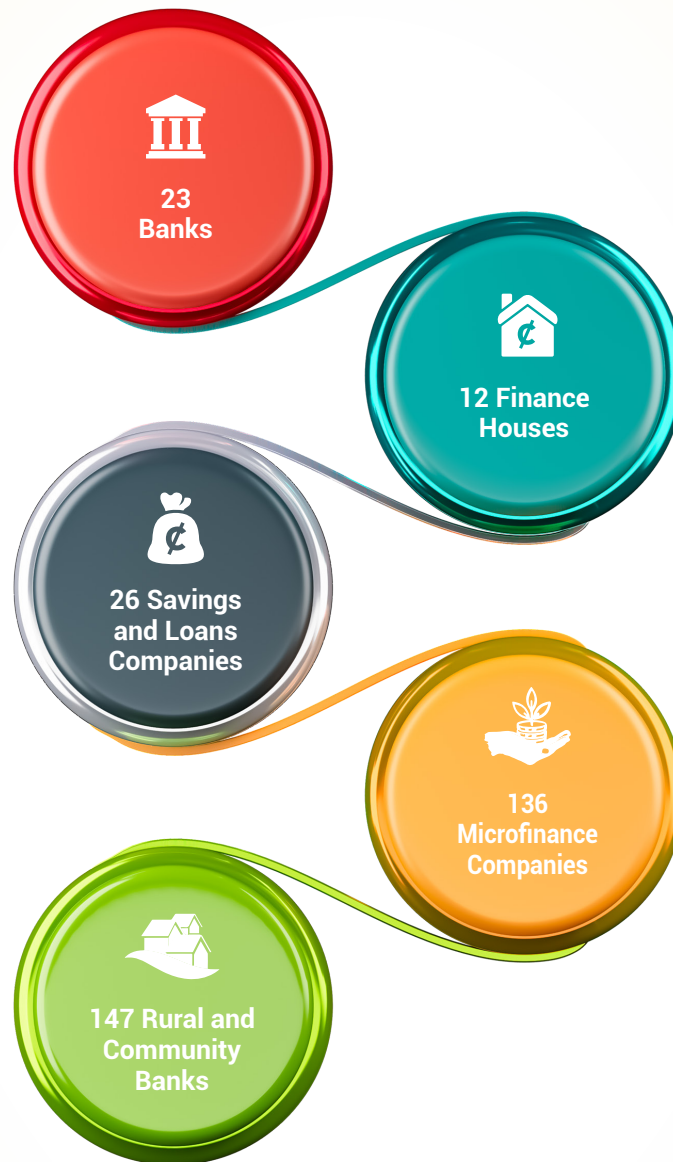 23
Banks
12 Finance
Houses
26 Savings
and Loans
Companies
136
Microfinance
Companies
147 Rural and
Community
Banks